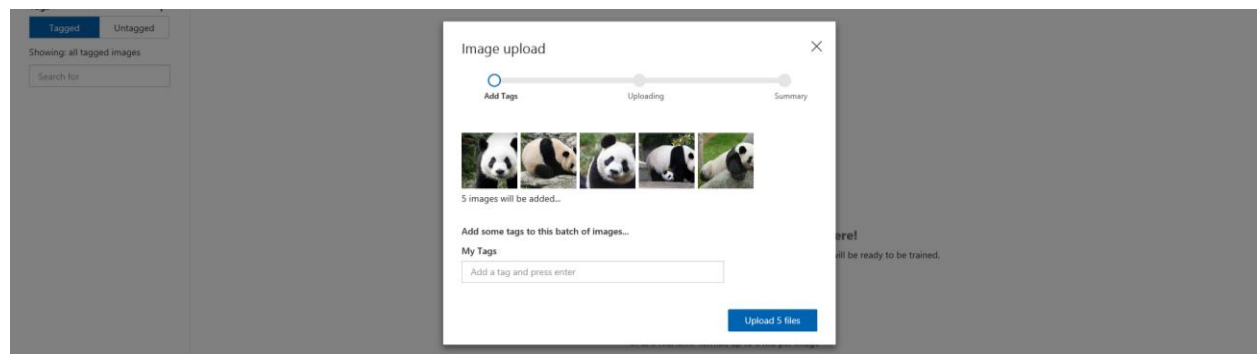 Tagged
Untagged
Showing: all tagged images
Search for
Image upload
Add Tags
Uploading
Summary
5 images will be added...
Add some tags to this batch of images...
My Tags
Add a tag and press enter
ere!
will be ready to be trained.
Upload 5 files